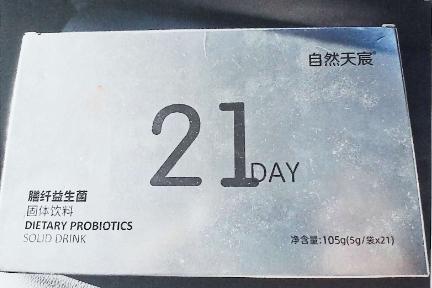 自然天宸®
21DAY
膳纤益生菌
固体饮料
DIETARY PROBIOTICS
SOLID DRINK
净含量:105g(5g/袋x21)